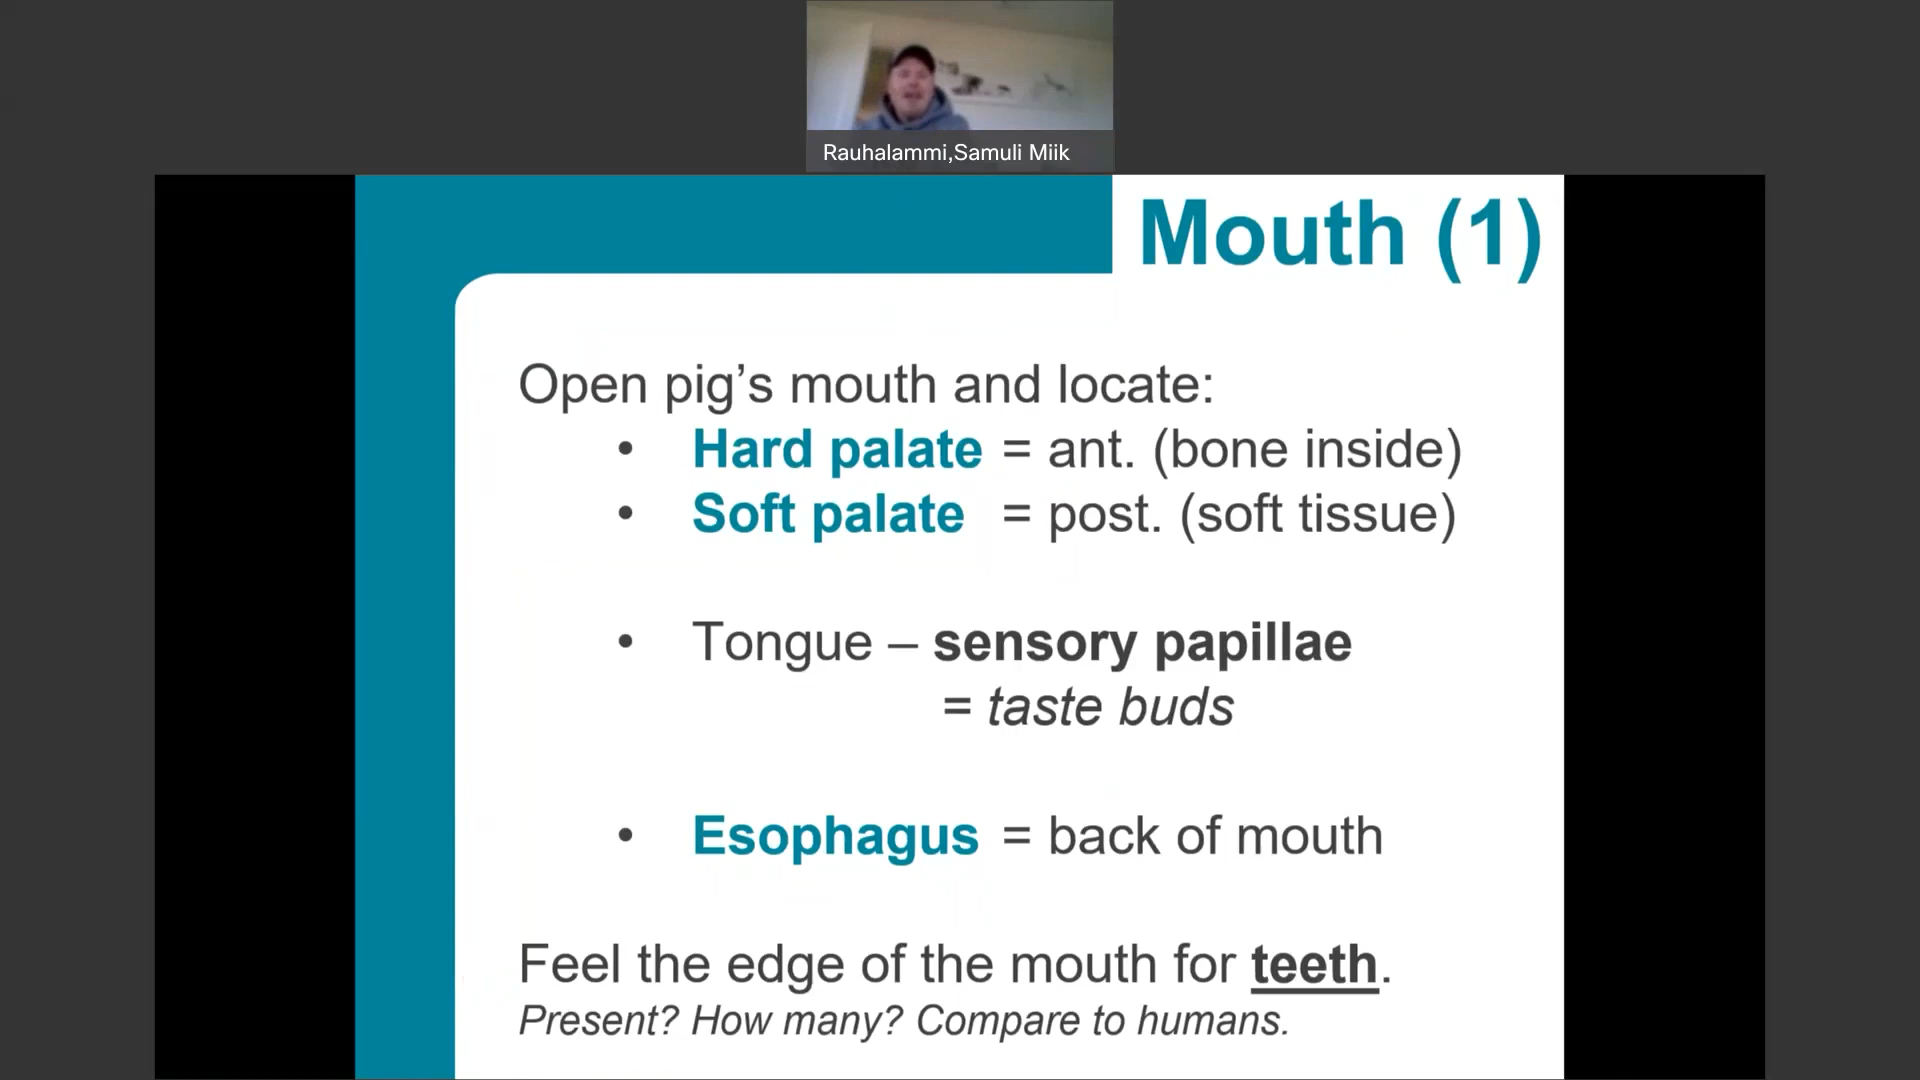 Rauhalammi,Samuli Miik
Mouth (1)
Open pig’s mouth and locate:
• Hard palate = ant. (bone inside)
• Soft palate = post. (soft tissue)
• Tongue – sensory papillae
= taste buds
• Esophagus = back of mouth
Feel the edge of the mouth for teeth.
Present? How many? Compare to humans.